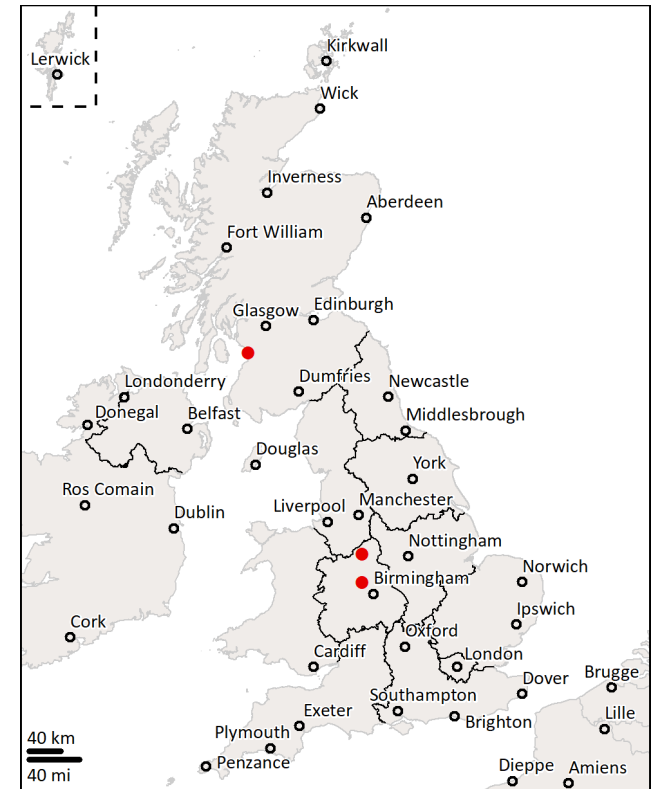 Kirkwall
Lerwick
Wick
Inverness
Aberdeen
Fort William
Glasgow
Edinburgh
Dumfries
Londonderry
Newcastle
Donegal
Belfast
Middlesbrough
Douglas
York
Ros Comain
Manchester
Liverpool
Dublin
Nottingham
Norwich
Birmingham
Ipswich
Cork
Oxford
Cardiff
London
Brugge
Dover
Southampton
Exeter
Lille
Brighton
Plymouth
40 km
Penzance
Dieppe
Amiens
40 mi